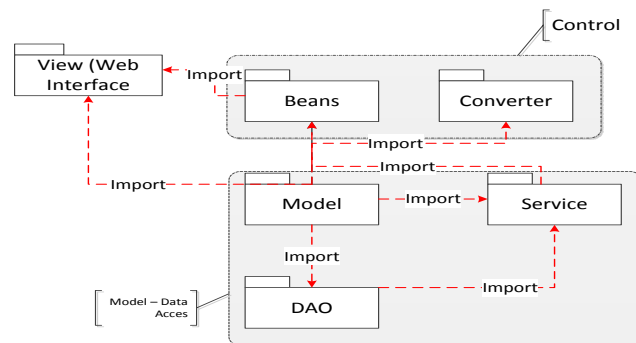 Control
View (Web
Interface
Import
Beans
Converter
Import
Import
Import
Model
Import
Service
Import
Model – Data
Acces
DAO
Import